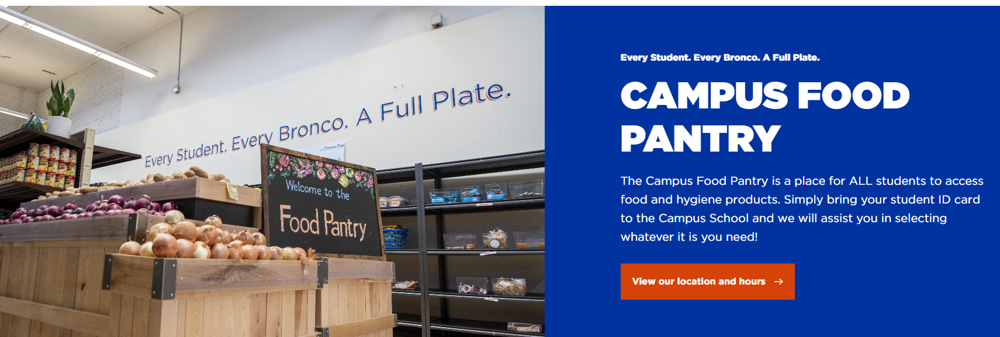 Every Student. Every Bronco. A Full Plate.
Welcome to the
Food Pantry
CHOCOLATE
Every Student. Every Bronco. A Full Plate.
CAMPUS FOOD
PANTRY
The Campus Food Pantry is a place for ALL students to access
food and hygiene products. Simply bring your student ID card
to the Campus School and we will assist you in selecting
whatever it is you need!
View our location and hours →